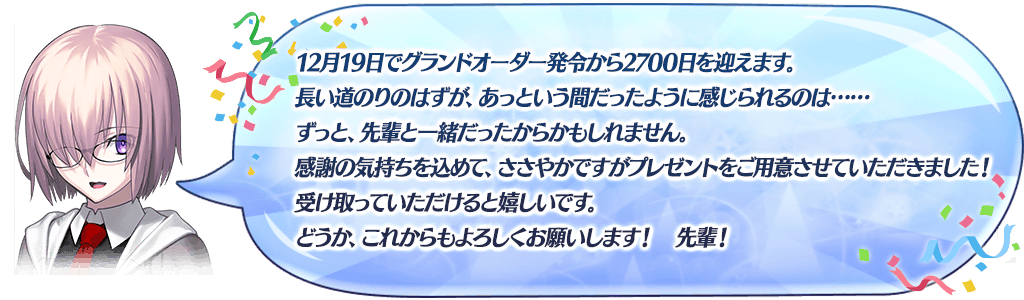 12月19日でグランドオーダー発令から2700日を迎えます。
長い道のりのはずが、あっという間だったように感じられるのは……
ずっと、先輩と一緒だったからかもしれません。
感謝の気持ちを込めて、ささやかですがプレゼントをご用意させていただきました！
受け取っていただけると嬉しいです。
どうか、これからもよろしくお願いします！　先輩！